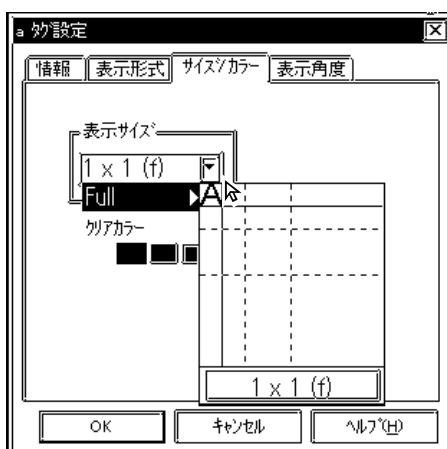 a ﾀｸﾞ設定
情報 表示形式 ｻｲｽﾞ/ｶﾗｰ 表示角度
表示ｻｲｽﾞ
1 x 1 (f)
Full A
ｸﾘｱｶﾗｰ
1 x 1 (f)
OK ｷｬﾝｾﾙ ﾍﾙﾌﾟ(H)